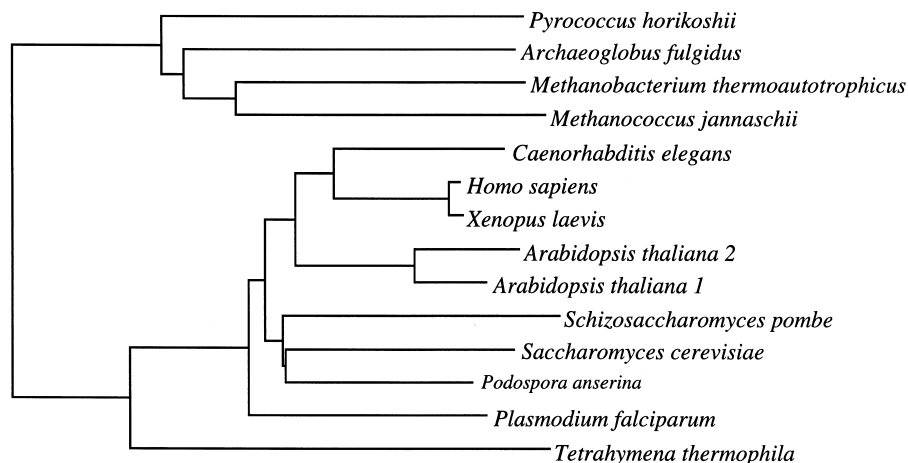 Pyrococcus horikoshii
Archaeoglobus fulgidus
Methanobacterium thermoautotrophicus
Methanococcus jannaschii
Caenorhabditis elegans
Homo sapiens
Xenopus laevis
Arabidopsis thaliana 2
Arabidopsis thaliana 1
Schizosaccharomyces pombe
Saccharomyces cerevisiae
Podospora anserina
Plasmodium falciparum
Tetrahymena thermophila